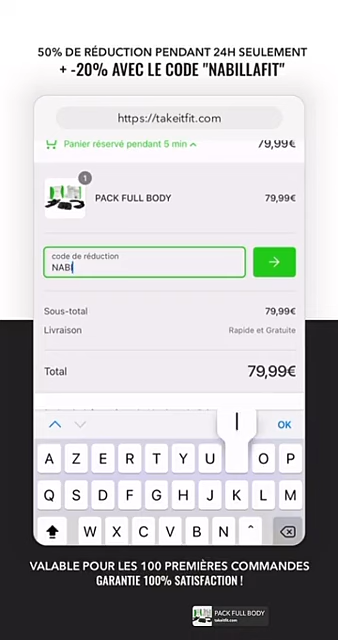 50% DE RÉDUCTION PENDANT 24H SEULEMENT
+ -20% AVEC LE CODE "NABILLAFIT"
https://takeitfit.com
Panier réservé pendant 5 min 79,99€
1
PACK FULL BODY 79,99€
code de réduction
NABI
Sous-total 79,99€
Livraison Rapide et Gratuite
Total 79,99€
OK
A Z E R T Y U I O P
Q S D F G H J K L M
W X C V B N ^
VALABLE POUR LES 100 PREMIÈRES COMMANDES
GARANTIE 100% SATISFACTION !
PACK FULL BODY
takeitfit.com